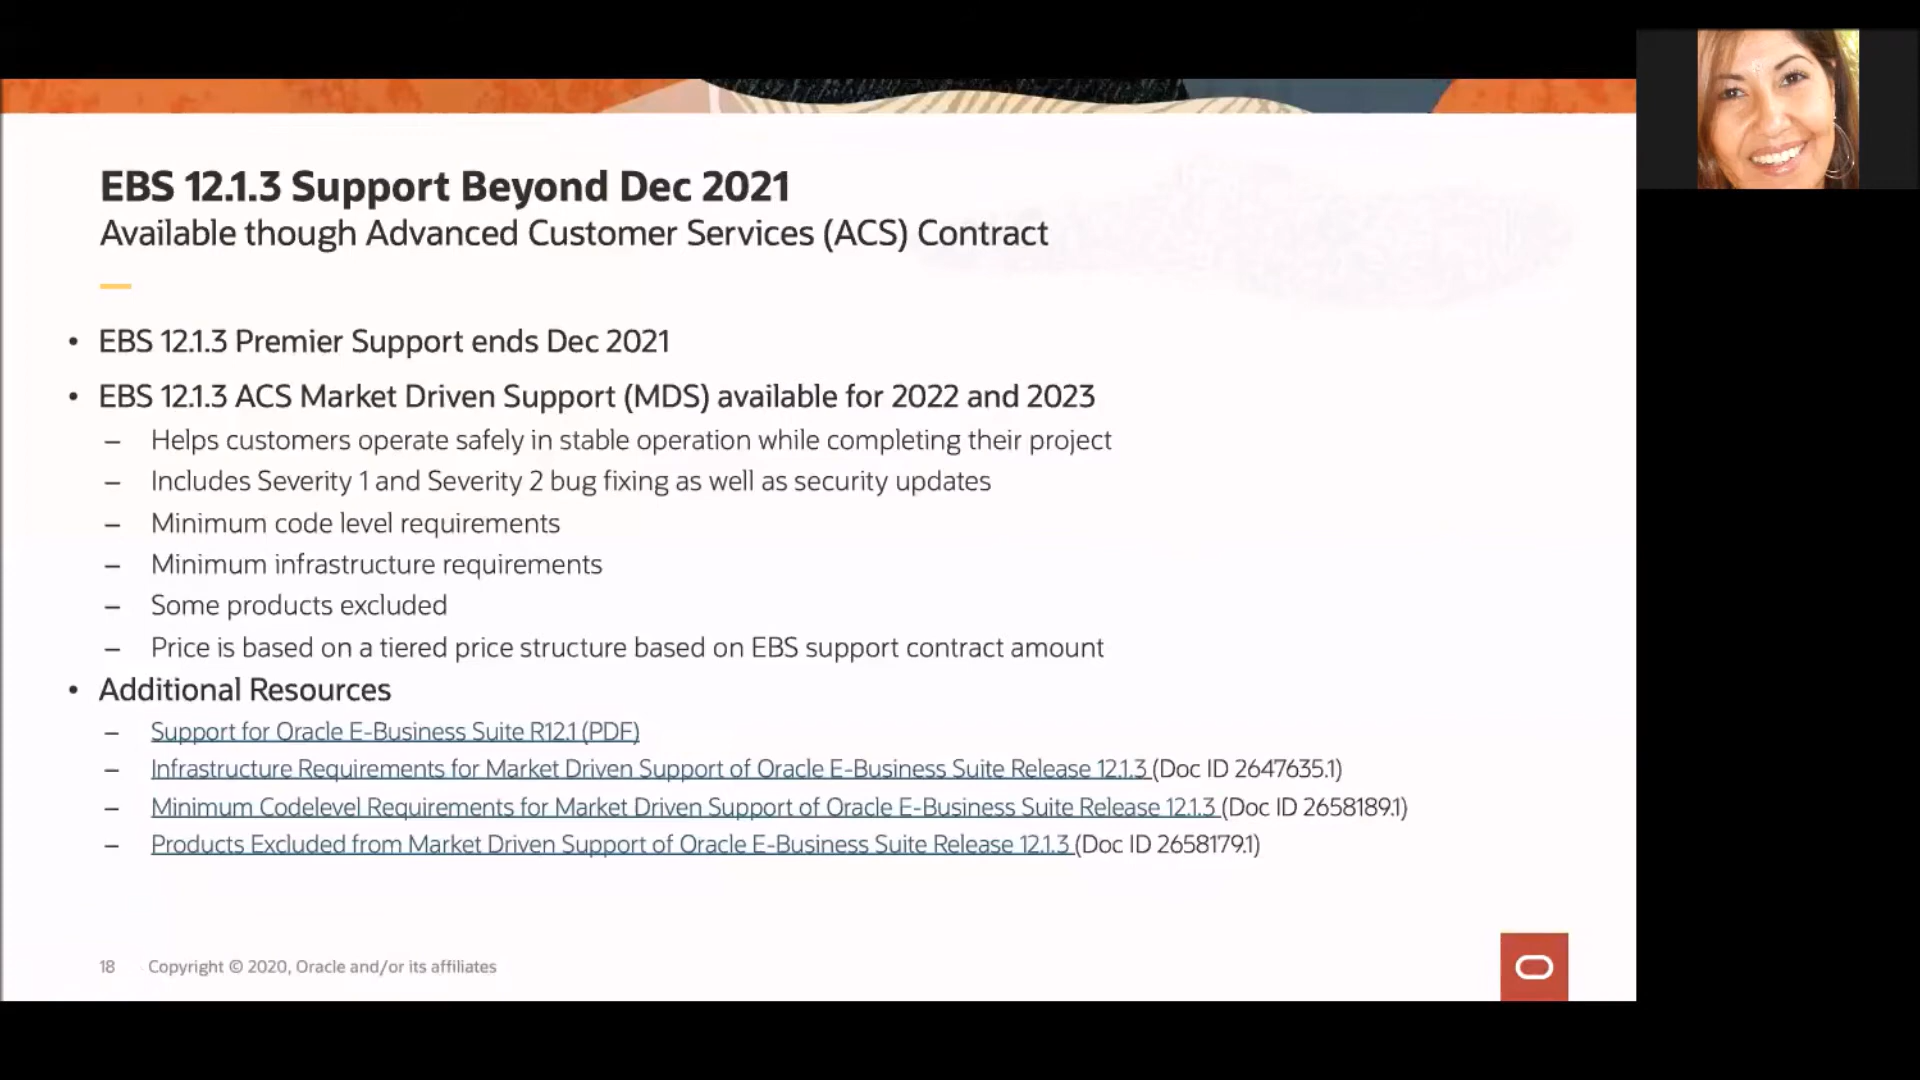 EBS 12.1.3 Support Beyond Dec 2021
Available though Advanced Customer Services (ACS) Contract
• EBS 12.1.3 Premier Support ends Dec 2021
• EBS 12.1.3 ACS Market Driven Support (MDS) available for 2022 and 2023
– Helps customers operate safely in stable operation while completing their project
– Includes Severity 1 and Severity 2 bug fixing as well as security updates
– Minimum code level requirements
– Minimum infrastructure requirements
– Some products excluded
– Price is based on a tiered price structure based on EBS support contract amount
• Additional Resources
– Support for Oracle E-Business Suite R12.1 (PDF)
– Infrastructure Requirements for Market Driven Support of Oracle E-Business Suite Release 12.1.3 (Doc ID 2647635.1)
– Minimum Codelevel Requirements for Market Driven Support of Oracle E-Business Suite Release 12.1.3 (Doc ID 2658189.1)
– Products Excluded from Market Driven Support of Oracle E-Business Suite Release 12.1.3 (Doc ID 2658179.1)
18 Copyright © 2020, Oracle and/or its affiliates